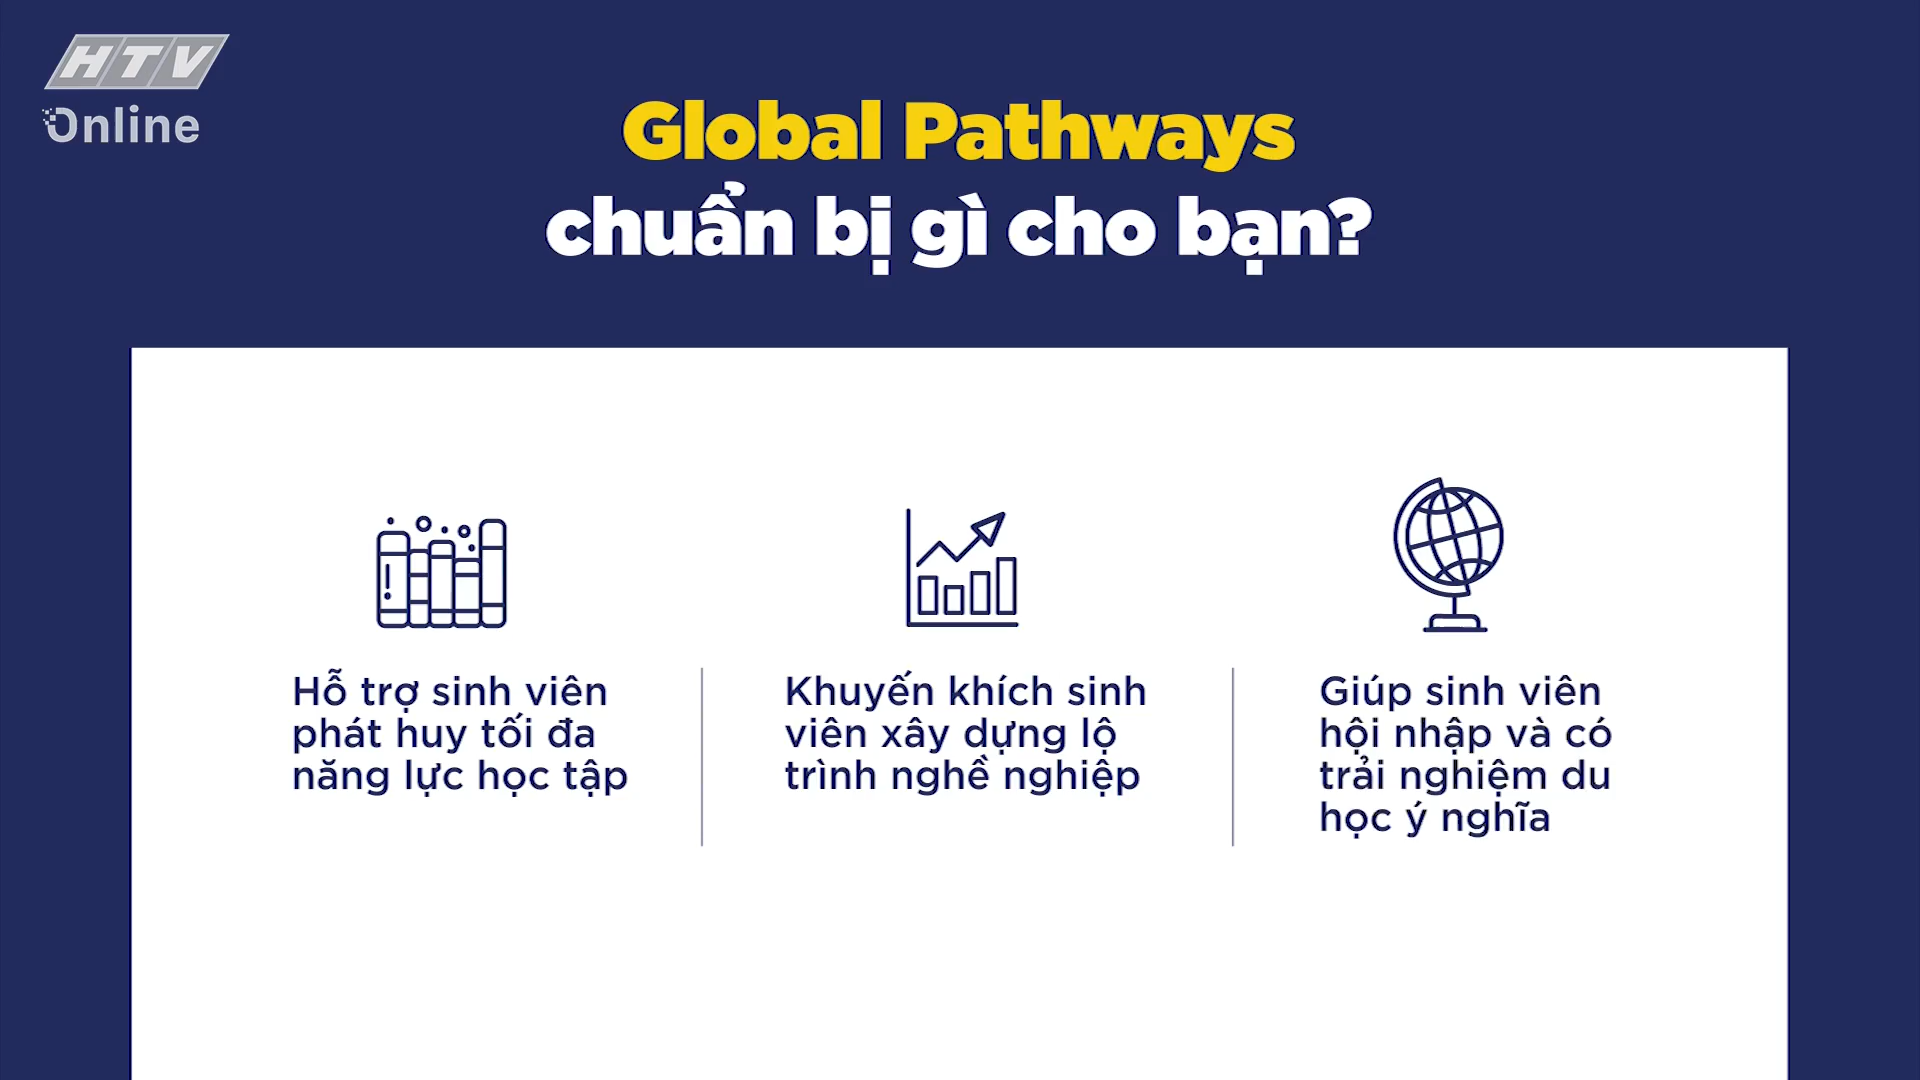 HTV
Online
Global Pathways
chuẩn bị gì cho bạn?
Hỗ trợ sinh viên
phát huy tối đa
năng lực học tập
Khuyến khích sinh
viên xây dựng lộ
trình nghề nghiệp
Giúp sinh viên
hội nhập và có
trải nghiệm du
học ý nghĩa